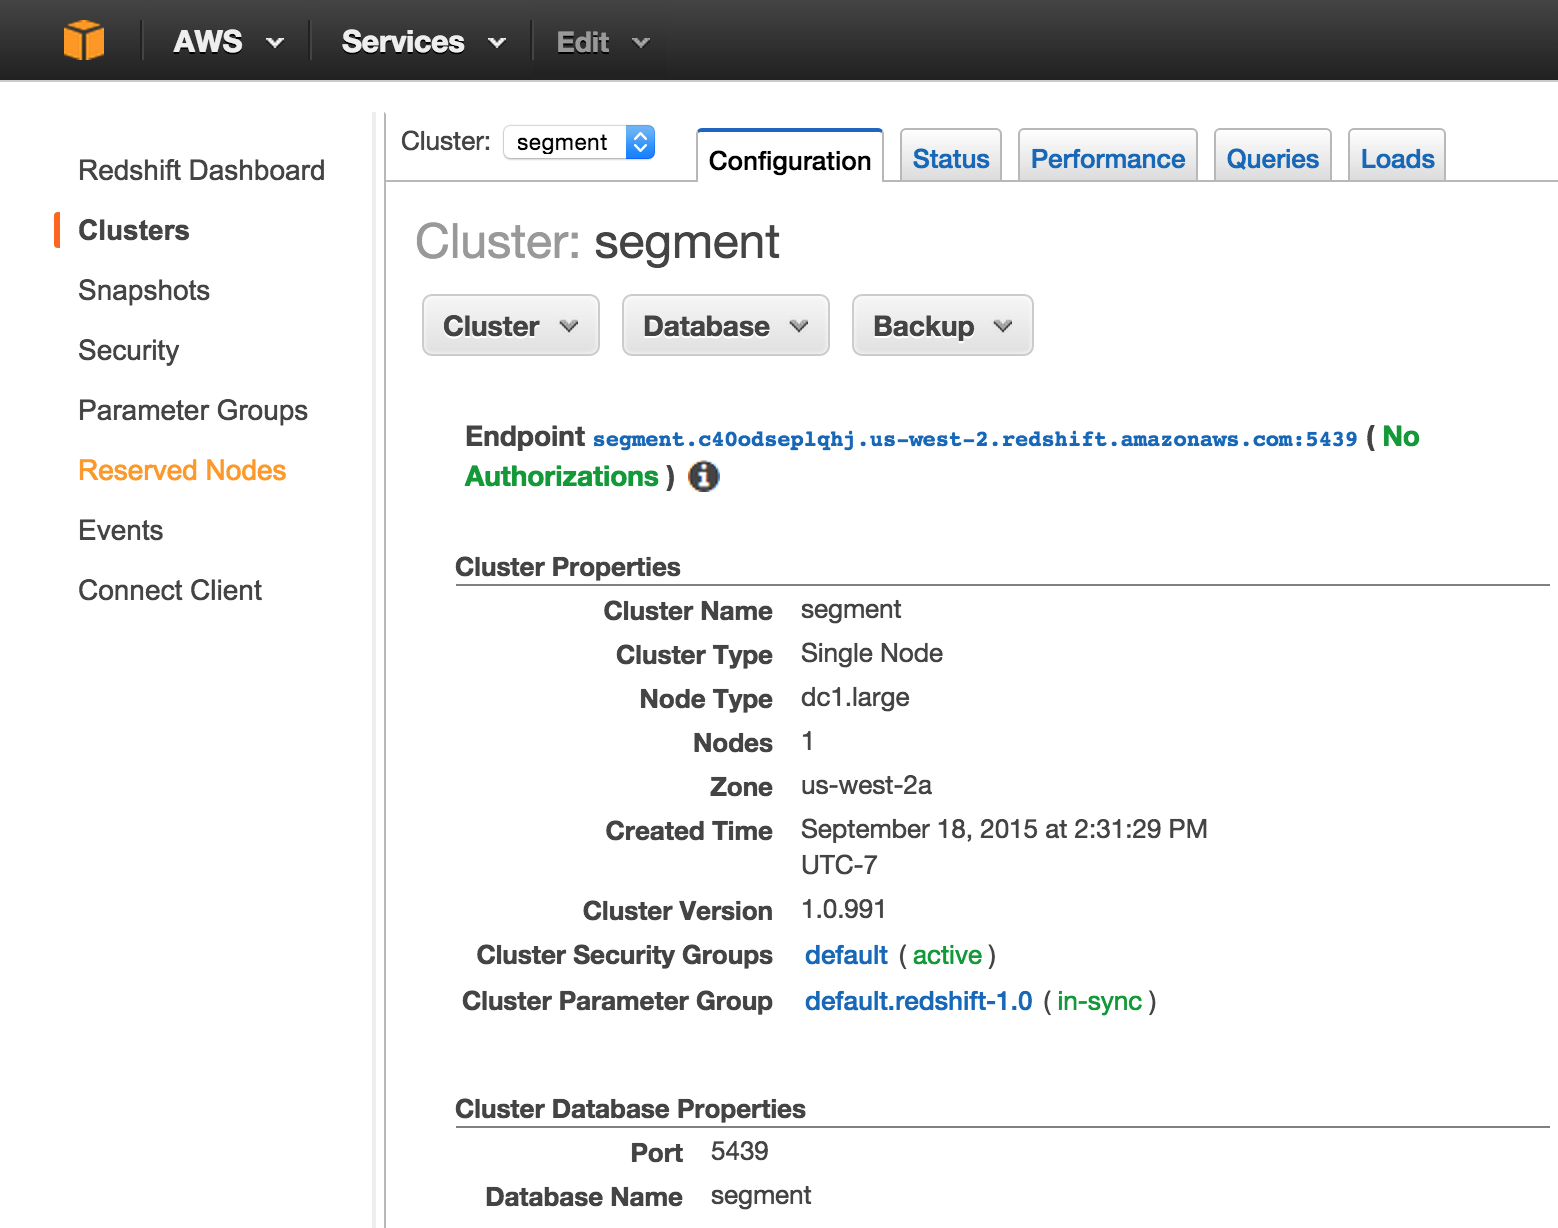 AWS Services Edit
Redshift Dashboard
Clusters
Snapshots
Security
Parameter Groups
Reserved Nodes
Events
Connect Client
Cluster: segment Configuration Status Performance Queries Loads
Cluster: segment
Cluster Database Backup
Endpoint segment.c40odseplqhj.us-west-2.redshift.amazonaws.com:5439 ( No
Authorizations )
Cluster Properties
Cluster Name segment
Cluster Type Single Node
Node Type dc1.large
Nodes 1
Zone us-west-2a
Created Time September 18, 2015 at 2:31:29 PM
UTC-7
Cluster Version 1.0.991
Cluster Security Groups default ( active )
Cluster Parameter Group default.redshift-1.0 ( in-sync )
Cluster Database Properties
Port 5439
Database Name segment